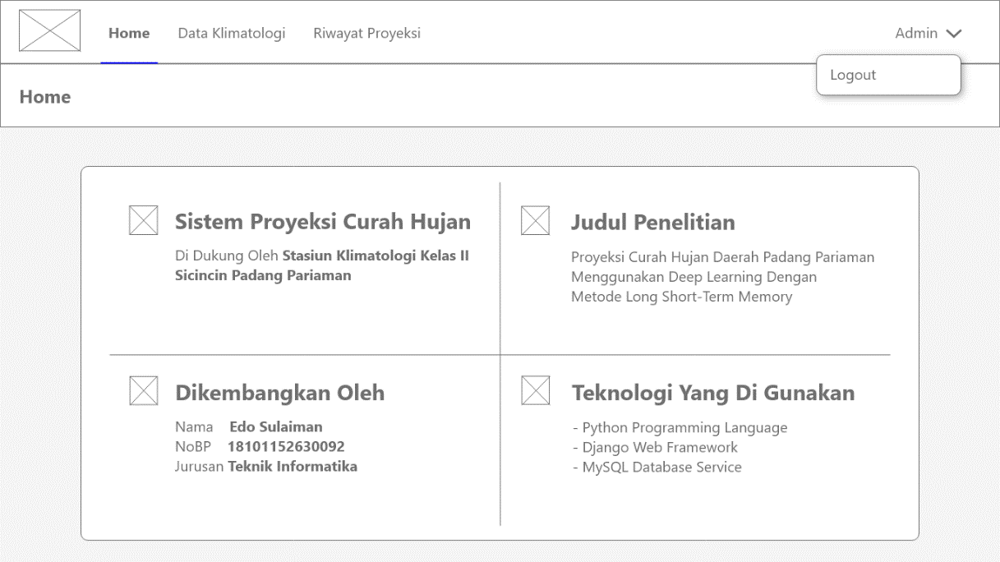 Home Data Klimatologi Riwayat Proyeksi Admin
Logout
Home
Sistem Proyeksi Curah Hujan
Di Dukung Oleh Stasiun Klimatologi Kelas II
Sicincin Padang Pariaman
Judul Penelitian
Proyeksi Curah Hujan Daerah Padang Pariaman
Menggunakan Deep Learning Dengan
Metode Long Short-Term Memory
Dikembangkan Oleh
Nama Edo Sulaiman
NoBP 18101152630092
Jurusan Teknik Informatika
Teknologi Yang Di Gunakan
- Python Programming Language
- Django Web Framework
- MySQL Database Service